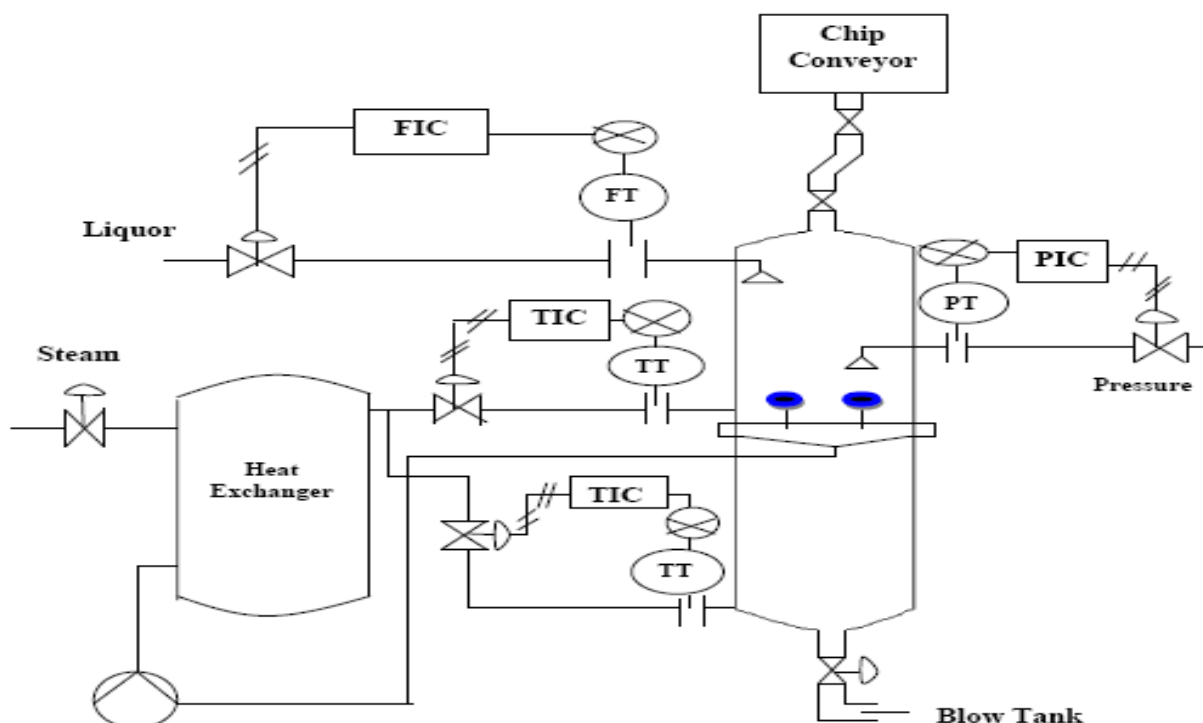 Chip
Conveyor
FIC
FT
Liquor
PIC
PT
TIC
TT
Steam
Pressure
Heat
Exchanger
TIC
TT
Blow Tank